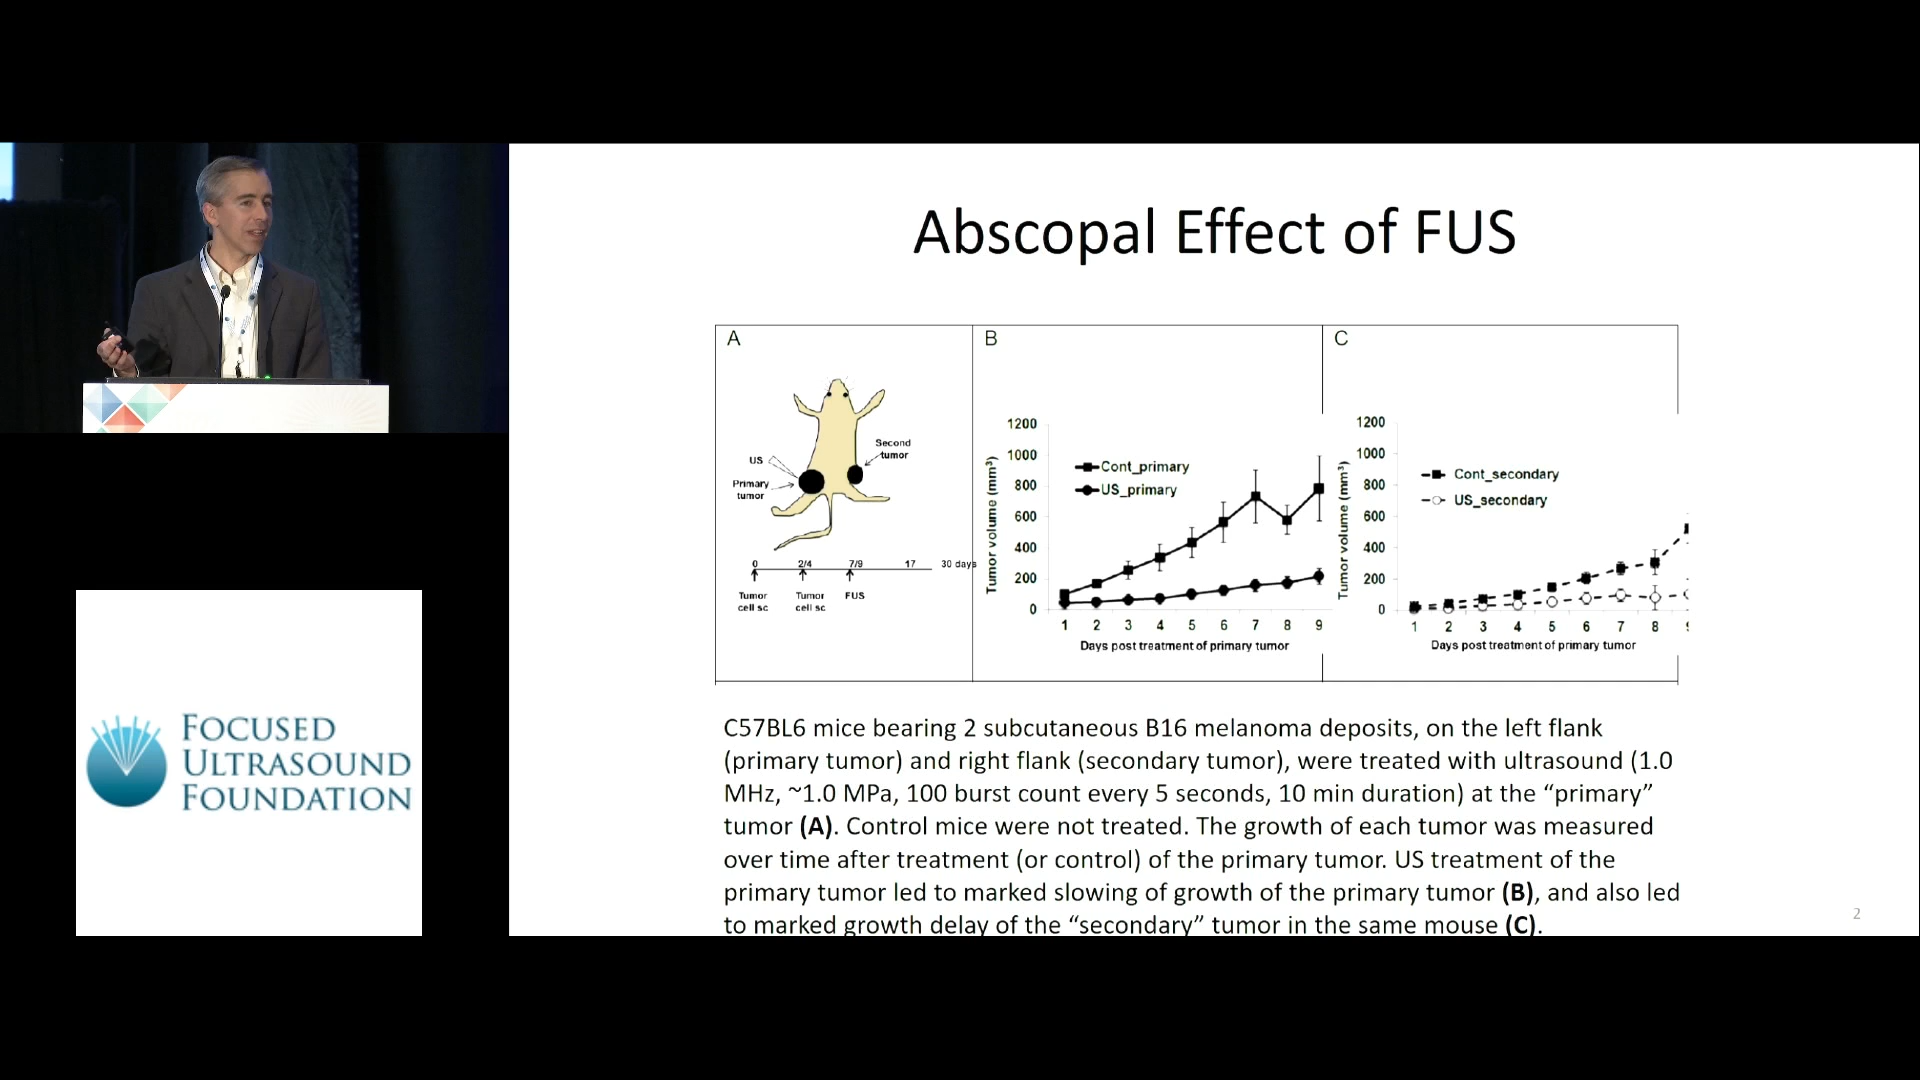 Abscopal Effect of FUS
A
US
Primary
tumor
Second
tumor
0 2/4 7/9 17 30 days
Tumor
cell sc
Tumor
cell sc
FUS
B
Tumor volume (mm³)
1200
1000
800
600
400
200
0
Cont_primary
US_primary
1 2 3 4 5 6 7 8 9
Days post treatment of primary tumor
C
Tumor volume (mm³)
1200
1000
800
600
400
200
0
Cont_secondary
US_secondary
1 2 3 4 5 6 7 8
Days post treatment of primary tumor
C57BL6 mice bearing 2 subcutaneous B16 melanoma deposits, on the left flank
(primary tumor) and right flank (secondary tumor), were treated with ultrasound (1.0
MHz, ~1.0 MPa, 100 burst count every 5 seconds, 10 min duration) at the “primary”
tumor (A). Control mice were not treated. The growth of each tumor was measured
over time after treatment (or control) of the primary tumor. US treatment of the
primary tumor led to marked slowing of growth of the primary tumor (B), and also led
to marked growth delay of the “secondary” tumor in the same mouse (C).
2
FOCUSED
ULTRASOUND
FOUNDATION